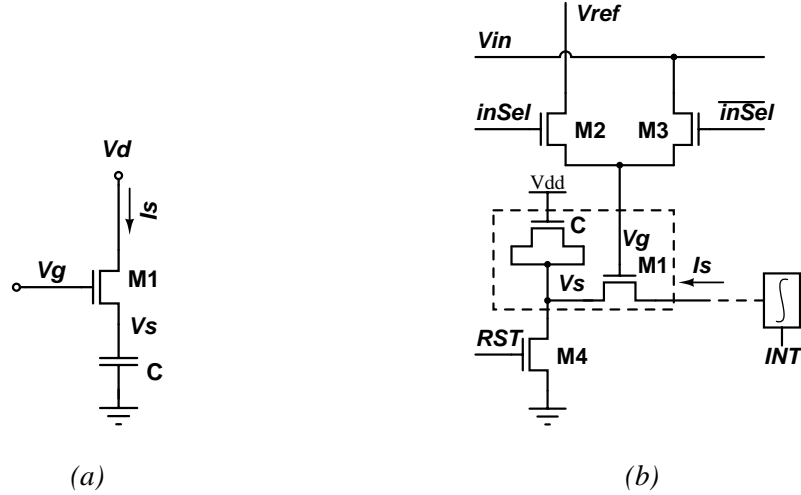 Vd
Is
Vg
M1
Vs
C
(a)
Vref
Vin
inSel
M2
M3
inSel
Vdd
C
Vg
M1
Is
Vs
∫
RST
M4
INT
(b)